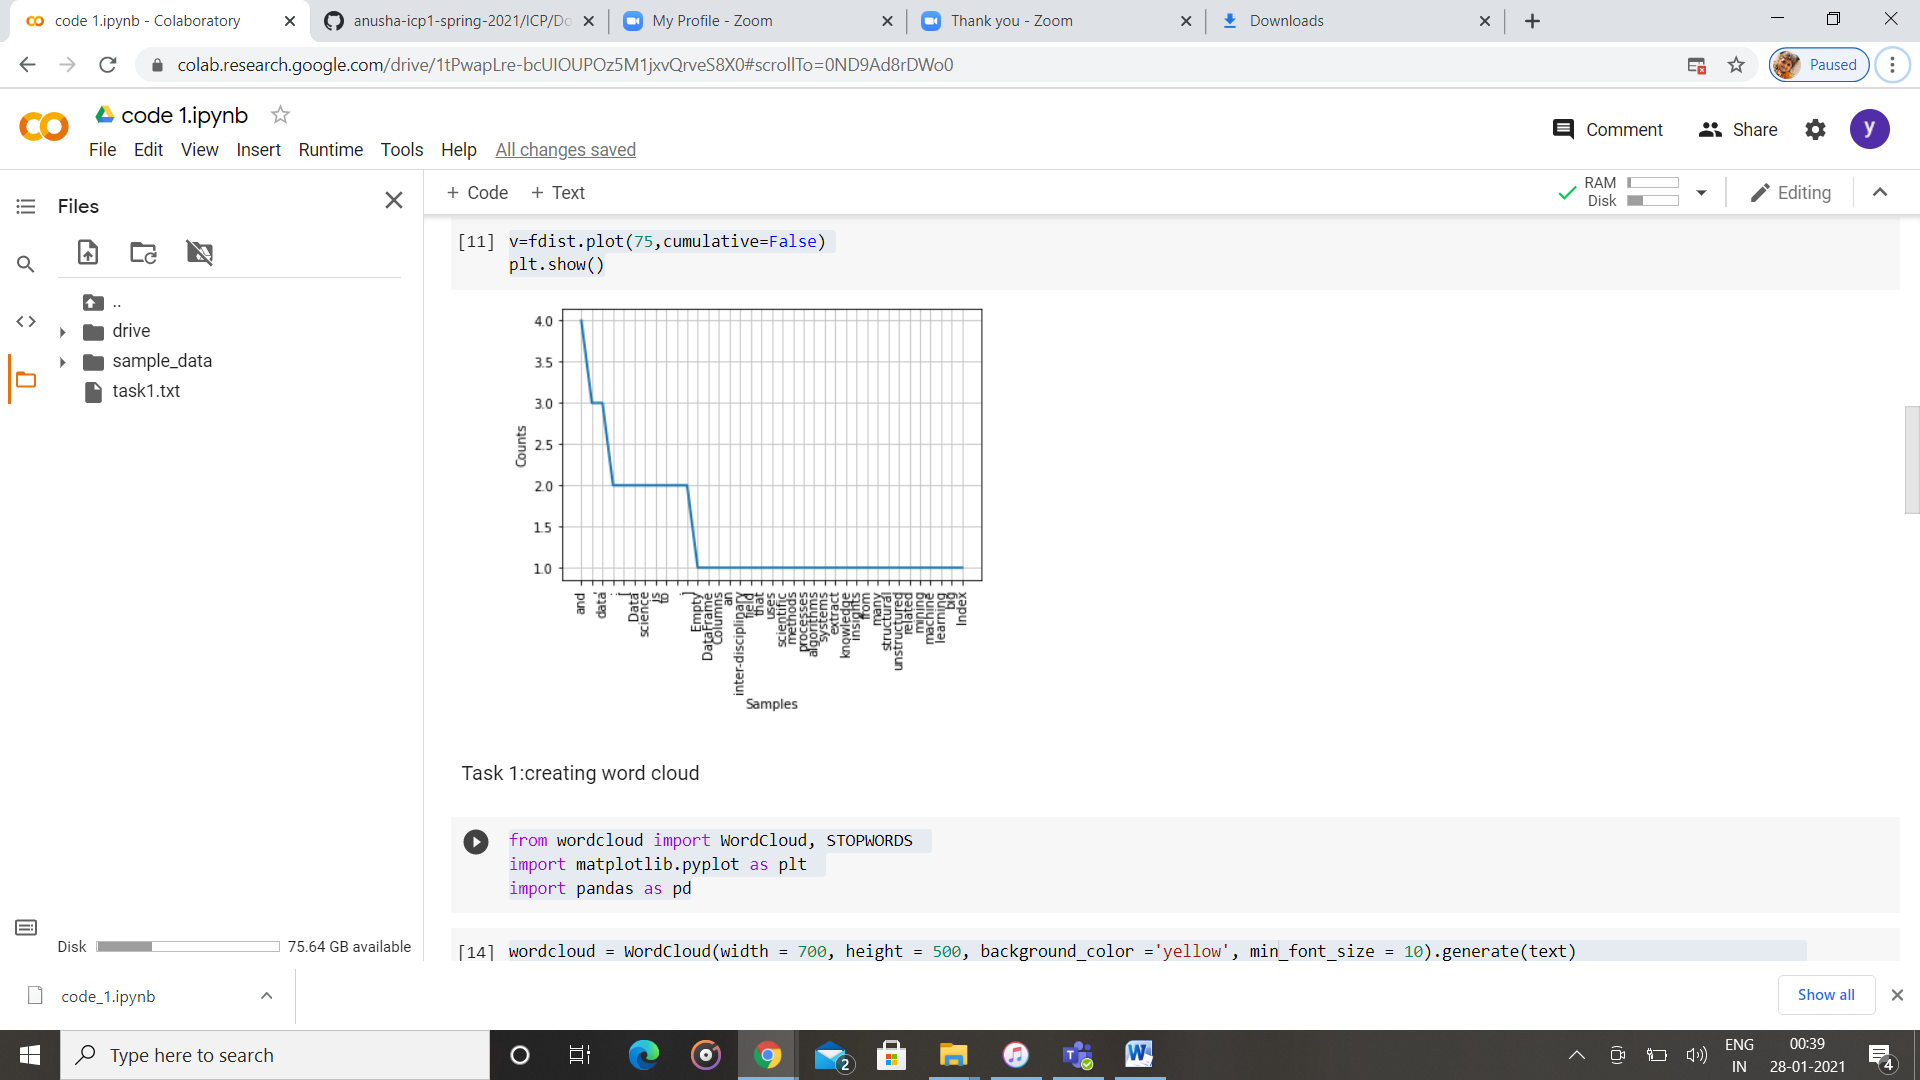 code 1.ipynb - Colaboratory
anusha-icp1-spring-2021/ICP/Do
My Profile - Zoom
Thank you - Zoom
Downloads
colab.research.google.com/drive/1tPwapLre-bcUIOUPOz5M1jxvQrveS8X0#scrollTo=0ND9Ad8rDWo0
Paused
code 1.ipynb
File Edit View Insert Runtime Tools Help All changes saved
Comment
Share
y
Files
+ Code + Text
RAM
Disk
Editing
..
drive
sample_data
task1.txt
[11] v=fdist.plot(75,cumulative=False)
plt.show()
4.0
3.5
3.0
2.5
2.0
1.5
1.0
Counts
and
,
data
Data
science
is
to
]
Empty
DataFrame
Columns
an
inter-disciplinary
field
that
uses
scientific
methods
processes
algorithms
systems
extract
knowledge
insights
from
many
structural
unstructured
related
mining
machine
learning
big
Index
Samples
Task 1:creating word cloud
from wordcloud import WordCloud, STOPWORDS
import matplotlib.pyplot as plt
import pandas as pd
[14] wordcloud = WordCloud(width = 700, height = 500, background_color ='yellow', min_font_size = 10).generate(text)
Disk 75.64 GB available
code_1.ipynb
Show all
Type here to search
2
ENG
IN
00:39
28-01-2021
4